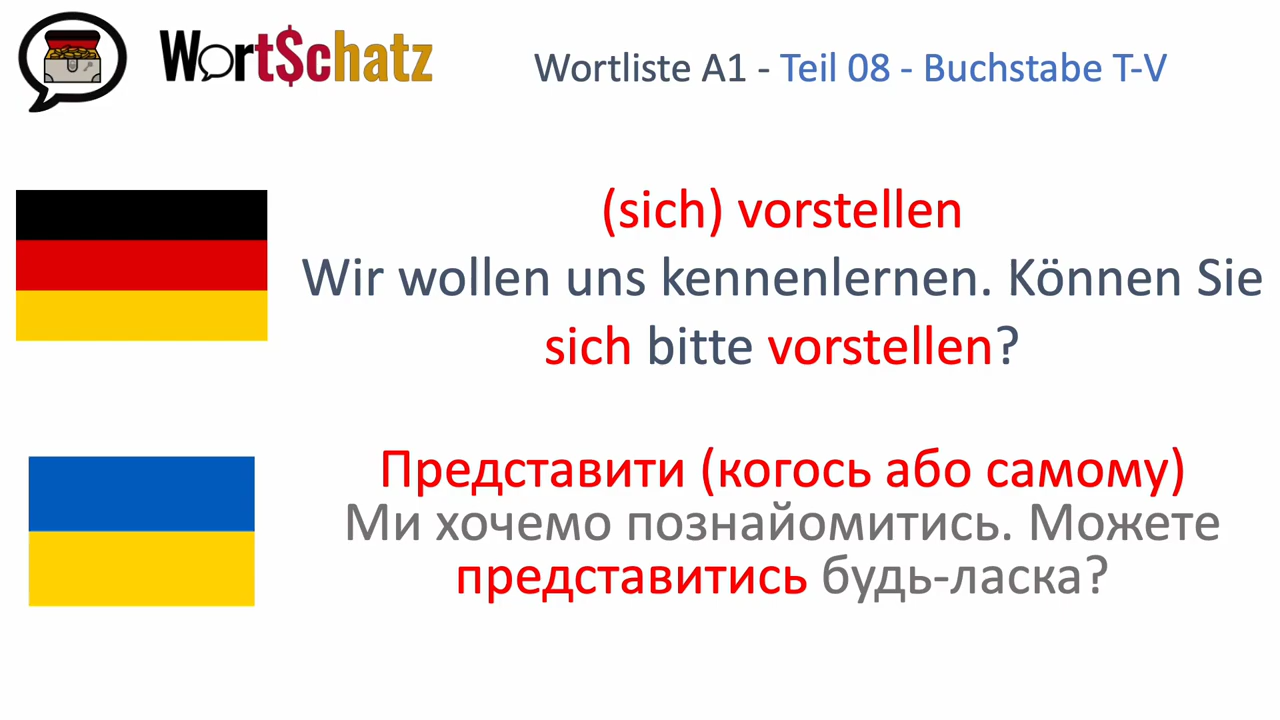 Wort$chatz
Wortliste A1 - Teil 08 - Buchstabe T-V
(sich) vorstellen
Wir wollen uns kennenlernen. Können Sie
sich bitte vorstellen?
Представити (когось або самому)
Ми хочемо познайомитись. Можете
представитись будь-ласка?